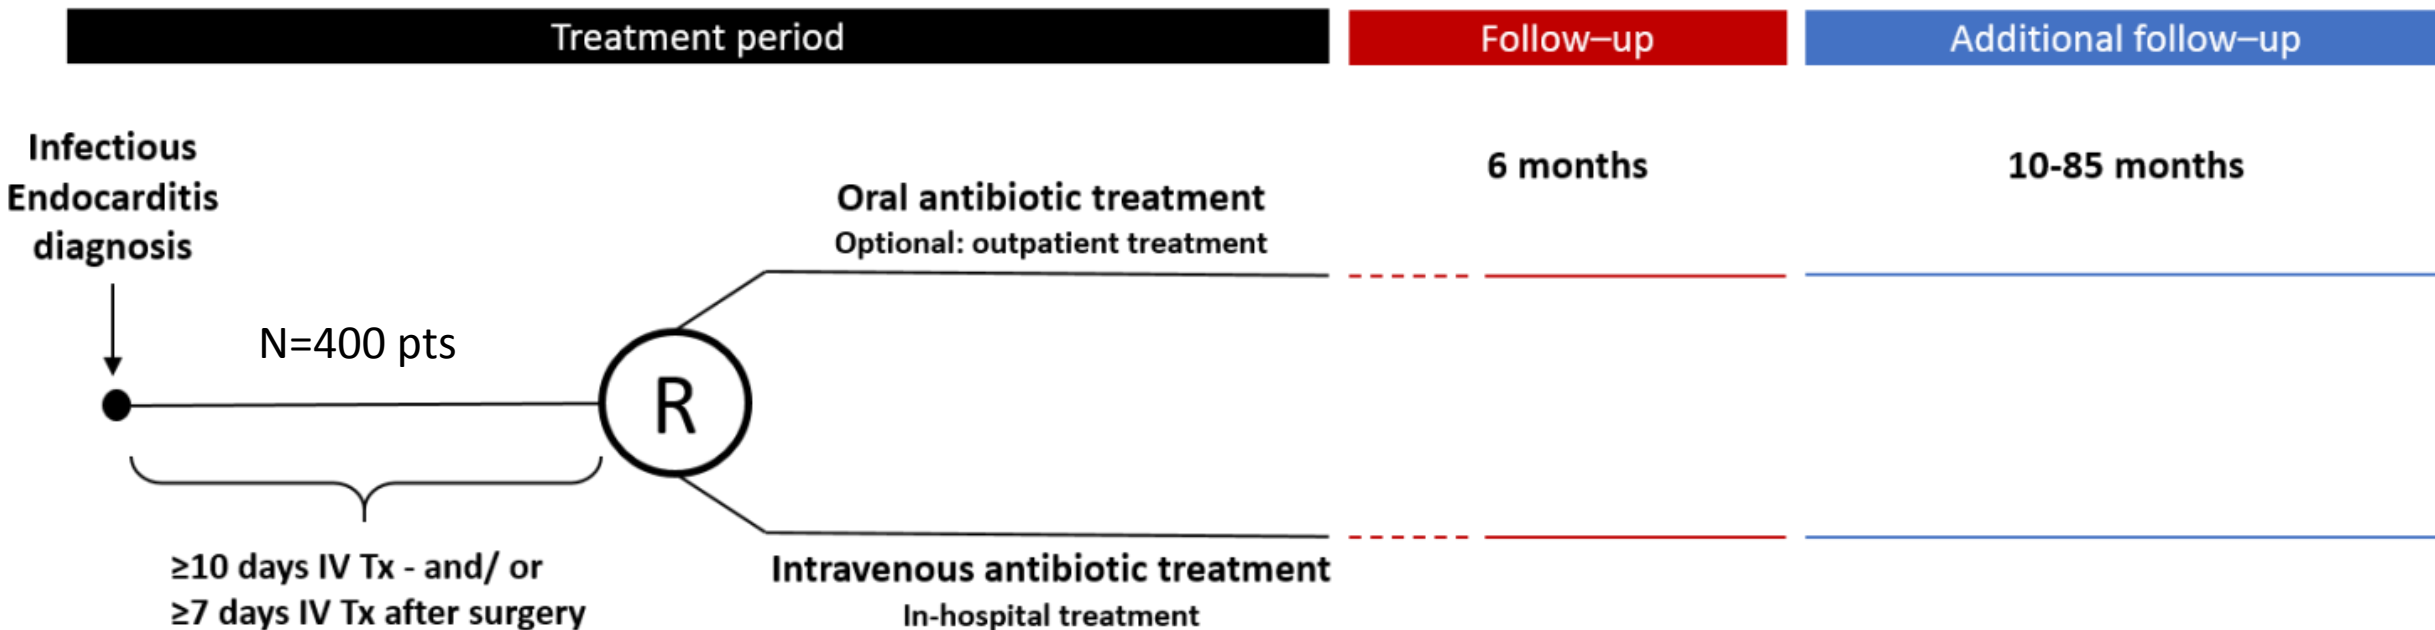 Treatment period
Follow–up
Additional follow–up
Infectious
Endocarditis
diagnosis
N=400 pts
R
≥10 days IV Tx - and/ or
≥7 days IV Tx after surgery
Oral antibiotic treatment
Optional: outpatient treatment
Intravenous antibiotic treatment
In-hospital treatment
6 months
10-85 months